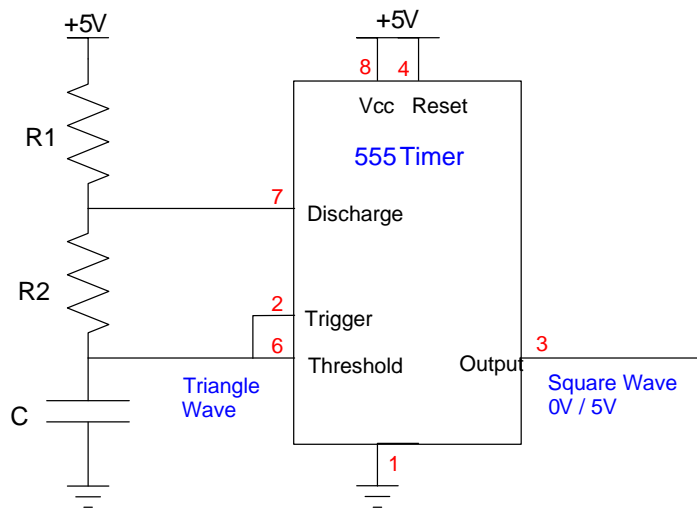 +5V
+5V
8
4
Vcc
Reset
R1
555 Timer
7
Discharge
R2
2
Trigger
6
Threshold
Output
3
Triangle
Wave
Square Wave
0V / 5V
C
1